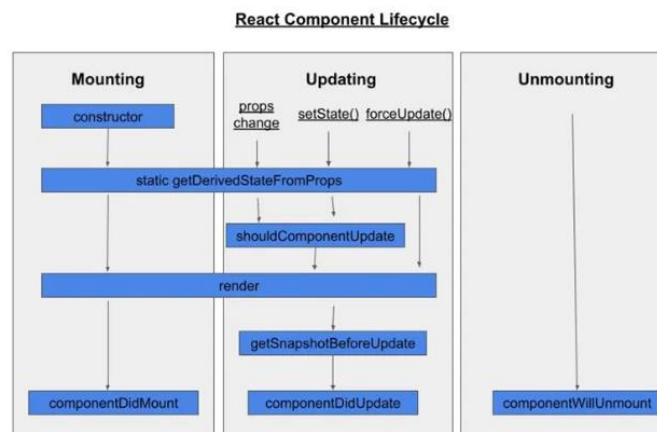 React Component Lifecycle
Mounting
Updating
Unmounting
constructor
props
change
setState()
forceUpdate()
static getDerivedStateFromProps
shouldComponentUpdate
render
getSnapshotBeforeUpdate
componentDidMount
componentDidUpdate
componentWillUnmount